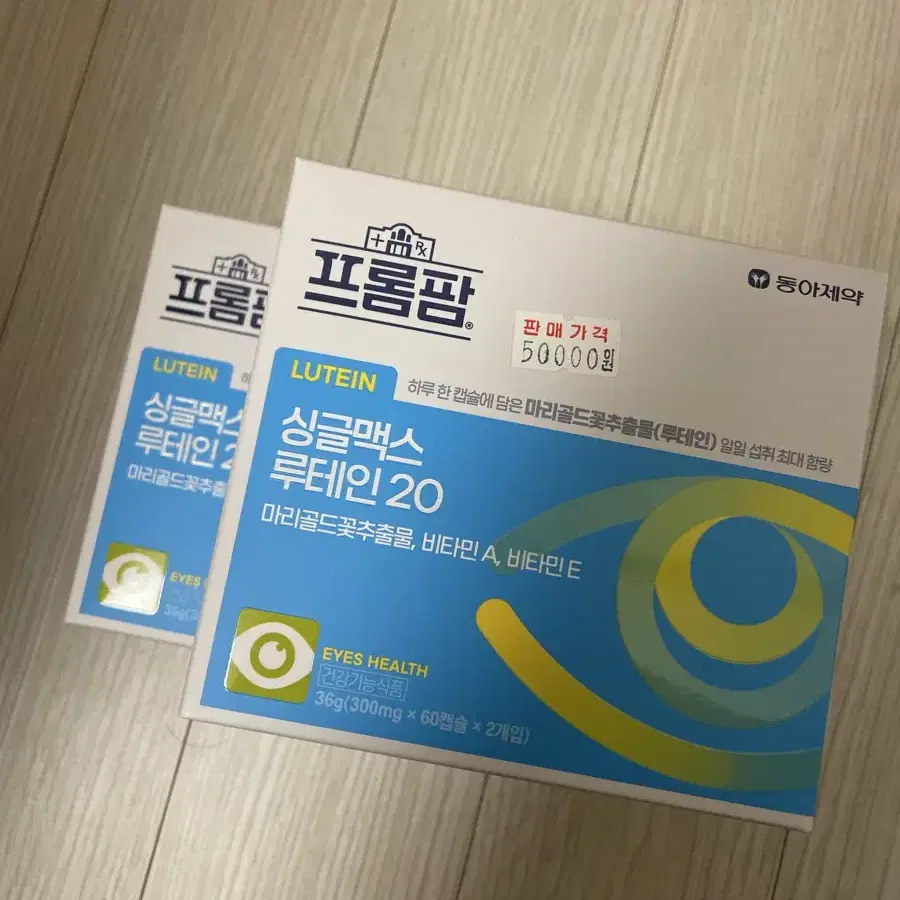 프롬팜®
동아제약
판매가격
50000원
LUTEIN
하루 한 캡슐에 담은 마리골드꽃추출물(루테인) 일일 섭취 최대 함량
싱글맥스
루테인 20
마리골드꽃추출물, 비타민 A, 비타민 E
EYES HEALTH
건강기능식품
36g(300mg × 60캡슐 × 2개입)
+ Rx
프롬
LUTEIN
하
싱글맥스
루테인 2
마리골드꽃추출
EYES